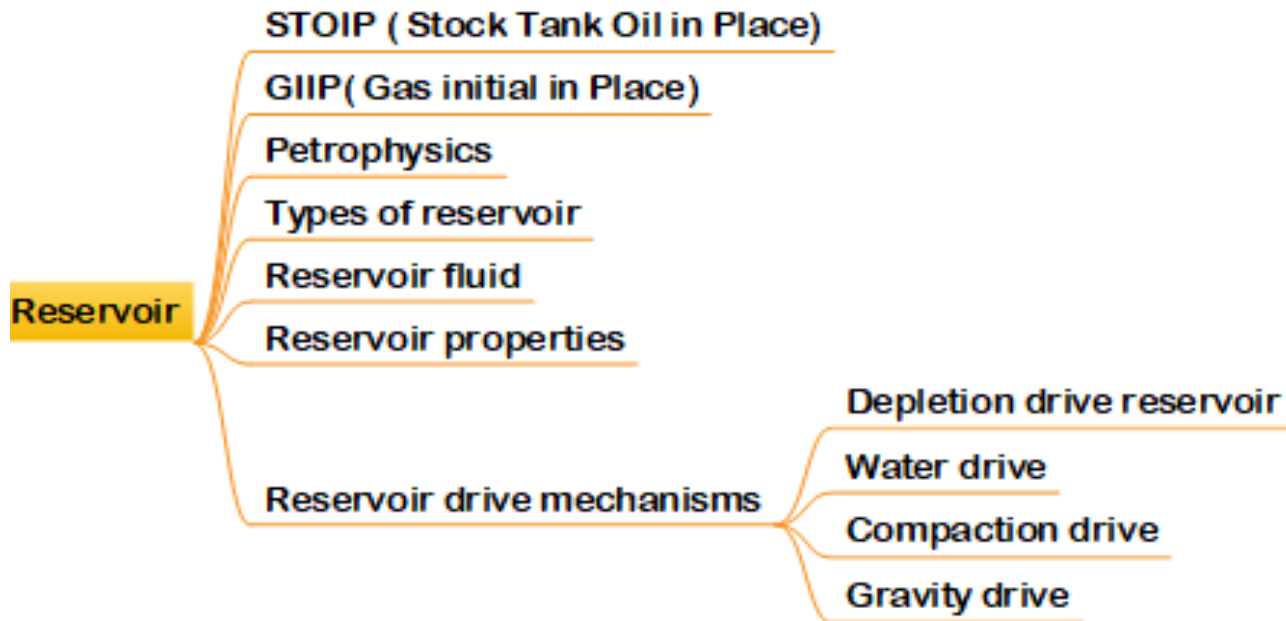 STOIP ( Stock Tank Oil in Place)
GIIP( Gas initial in Place)
Petrophysics
Types of reservoir
Reservoir fluid
Reservoir
Reservoir properties
Depletion drive reservoir
Water drive
Reservoir drive mechanisms
Compaction drive
Gravity drive